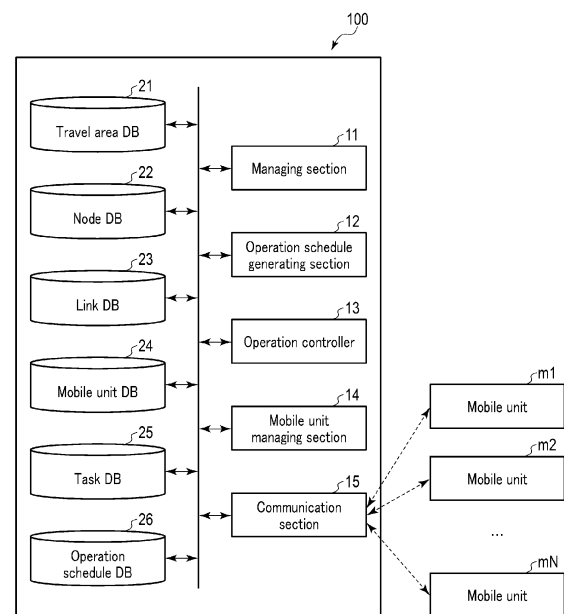 100
21
Travel area DB
22
Node DB
23
Link DB
24
Mobile unit DB
25
Task DB
26
Operation
schedule DB
11
Managing section
12
Operation schedule
generating section
13
Operation controller
14
Mobile unit
managing section
15
Communication
section
m1
Mobile unit
m2
Mobile unit
...
mN
Mobile unit